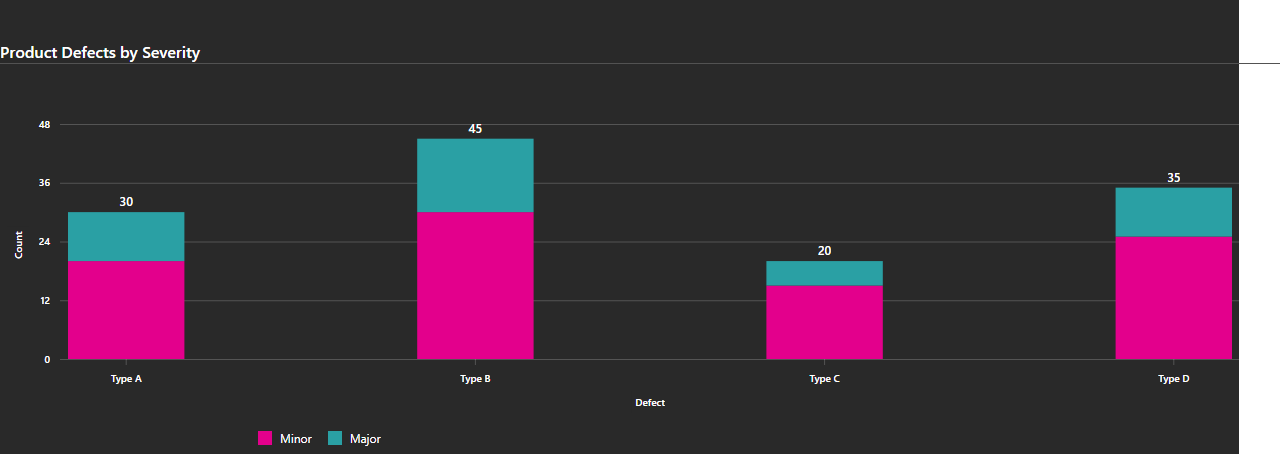 Product Defects by Severity
48
36
24
12
0
Count
30
45
20
35
Type A
Type B
Type C
Type D
Defect
Minor
Major